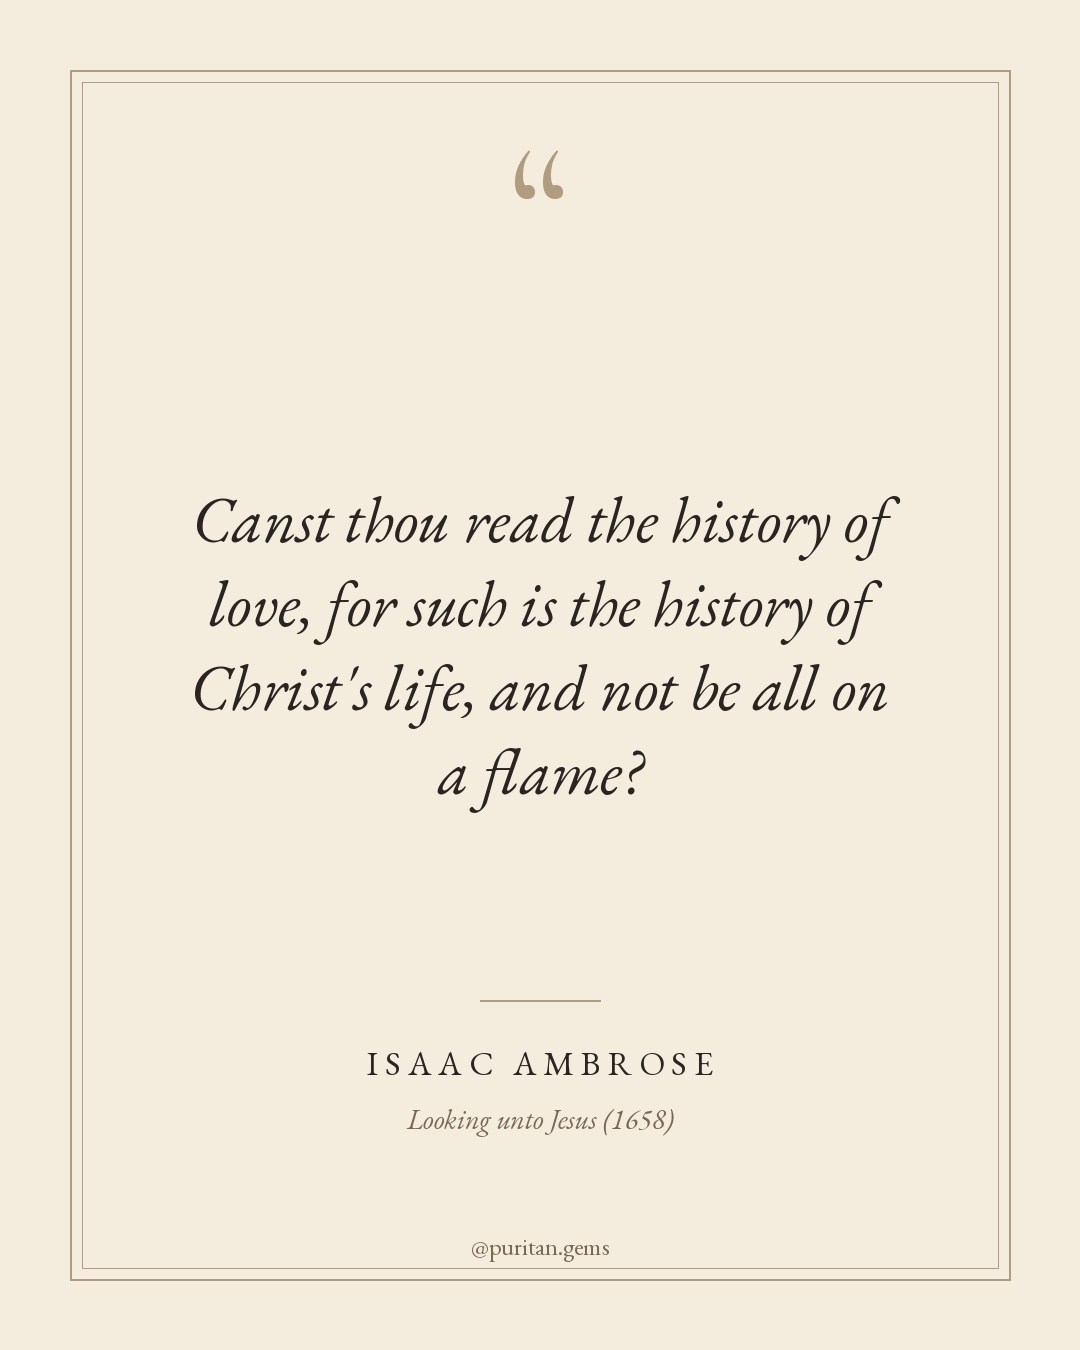 “
Canst thou read the history of
love, for such is the history of
Christ's life, and not be all on
a flame?
ISAAC AMBROSE
Looking unto Jesus (1658)
@puritan.gems